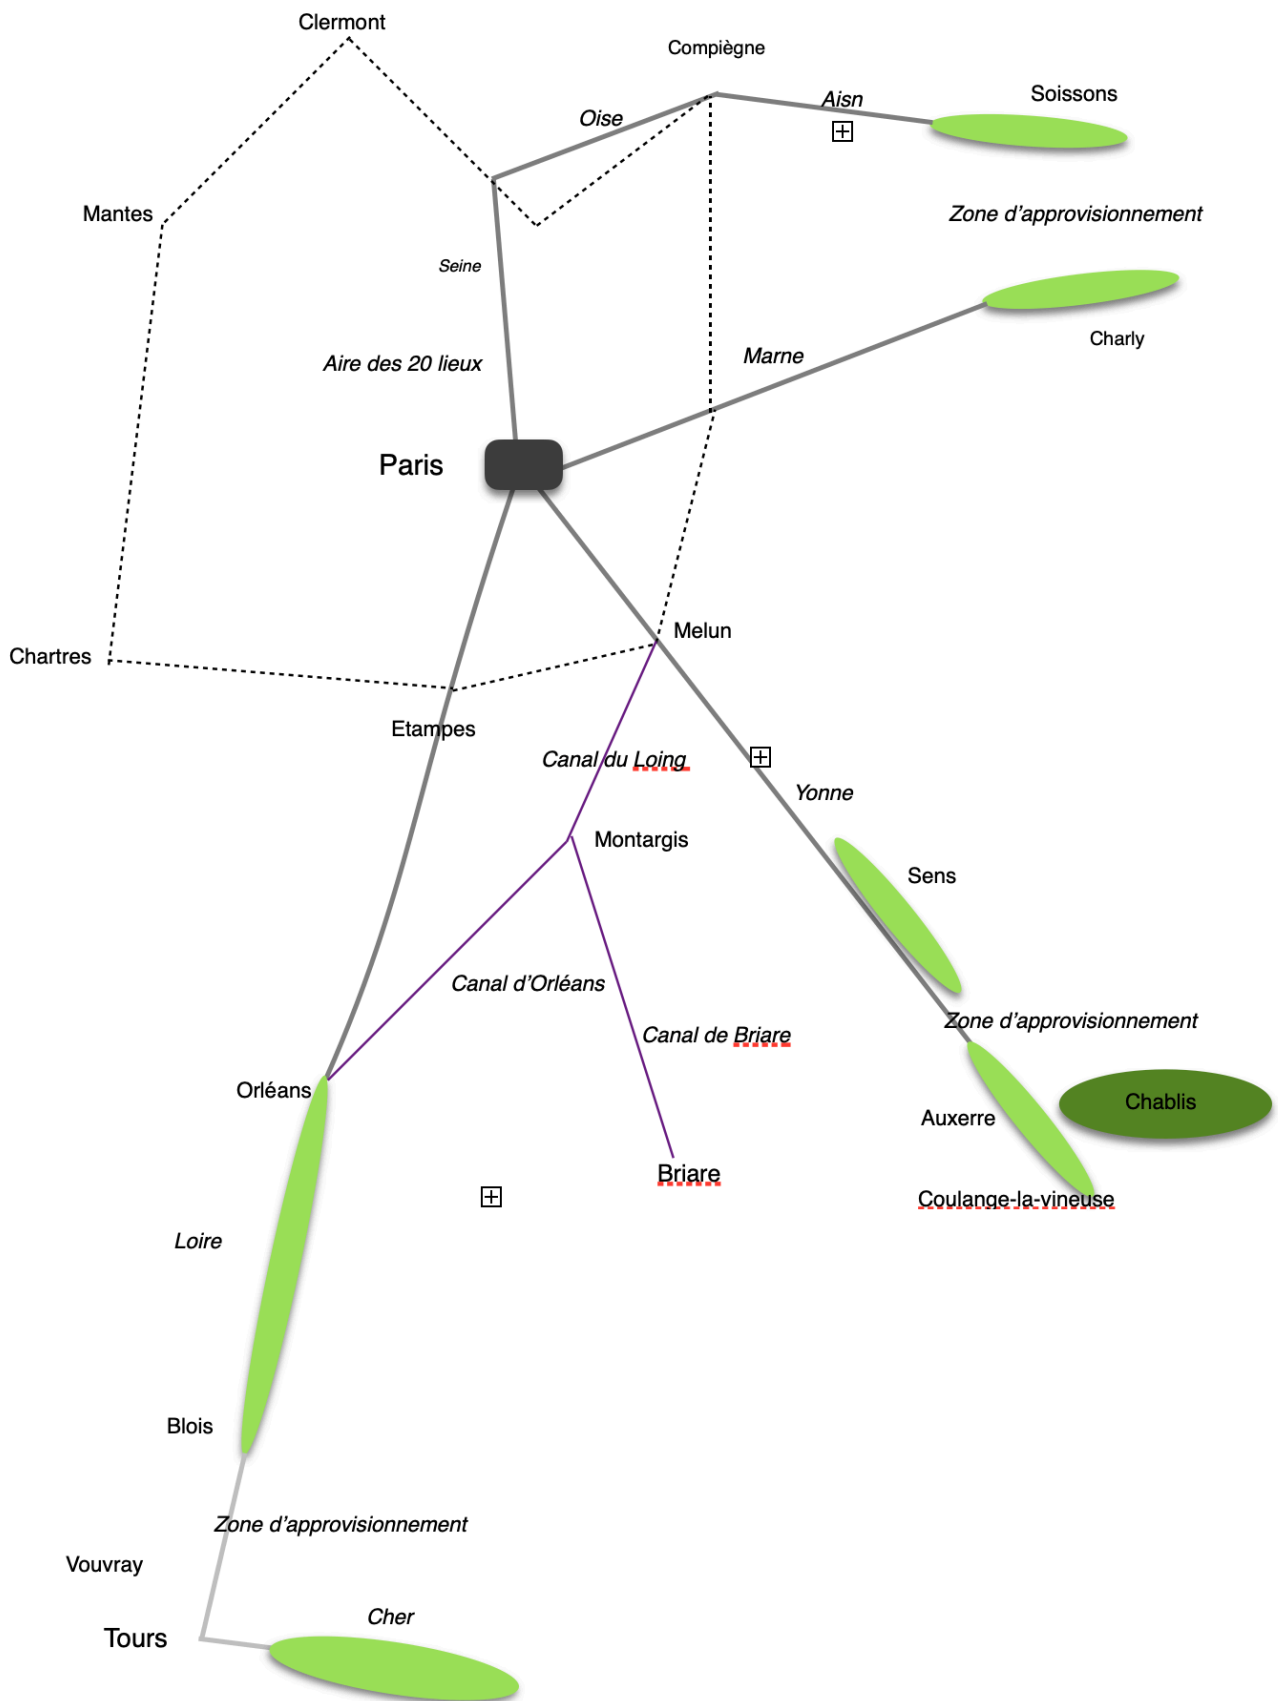 Clermont
Compiègne
Aisn
Soissons
Oise
Mantes
Zone d'approvisionnement
Seine
Charly
Marne
Aire des 20 lieux
Paris
Melun
Chartres
Etampes
Canal du Loing
Yonne
Montargis
Sens
Canal d'Orléans
Zone d'approvisionnement
Canal de Briare
Orléans
Chablis
Auxerre
Briare
Coulange-la-vineuse
Loire
Blois
Zone d'approvisionnement
Vouvray
Cher
Tours